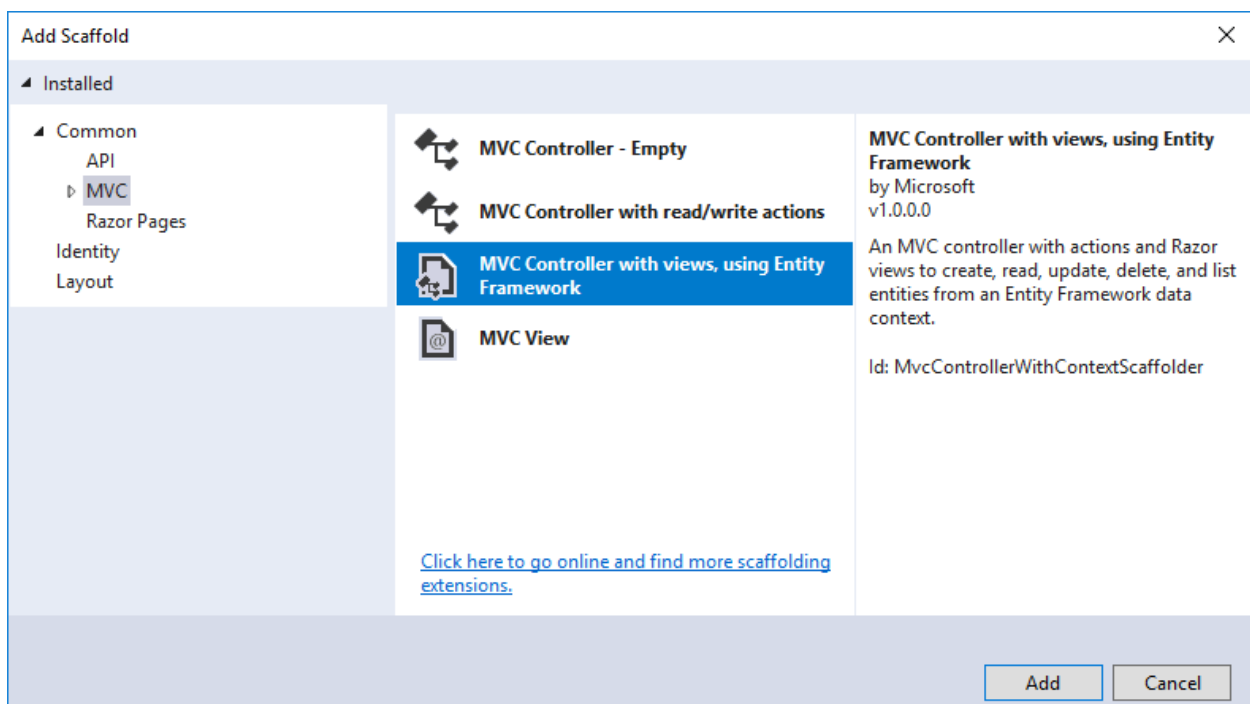 Add Scaffold
Installed
Common
API
MVC
Razor Pages
Identity
Layout
MVC Controller - Empty
MVC Controller with read/write actions
MVC Controller with views, using Entity
Framework
MVC View
Click here to go online and find more scaffolding
extensions.
MVC Controller with views, using Entity
Framework
by Microsoft
v1.0.0.0
An MVC controller with actions and Razor
views to create, read, update, delete, and list
entities from an Entity Framework data
context.
Id: MvcControllerWithContextScaffolder
Add
Cancel